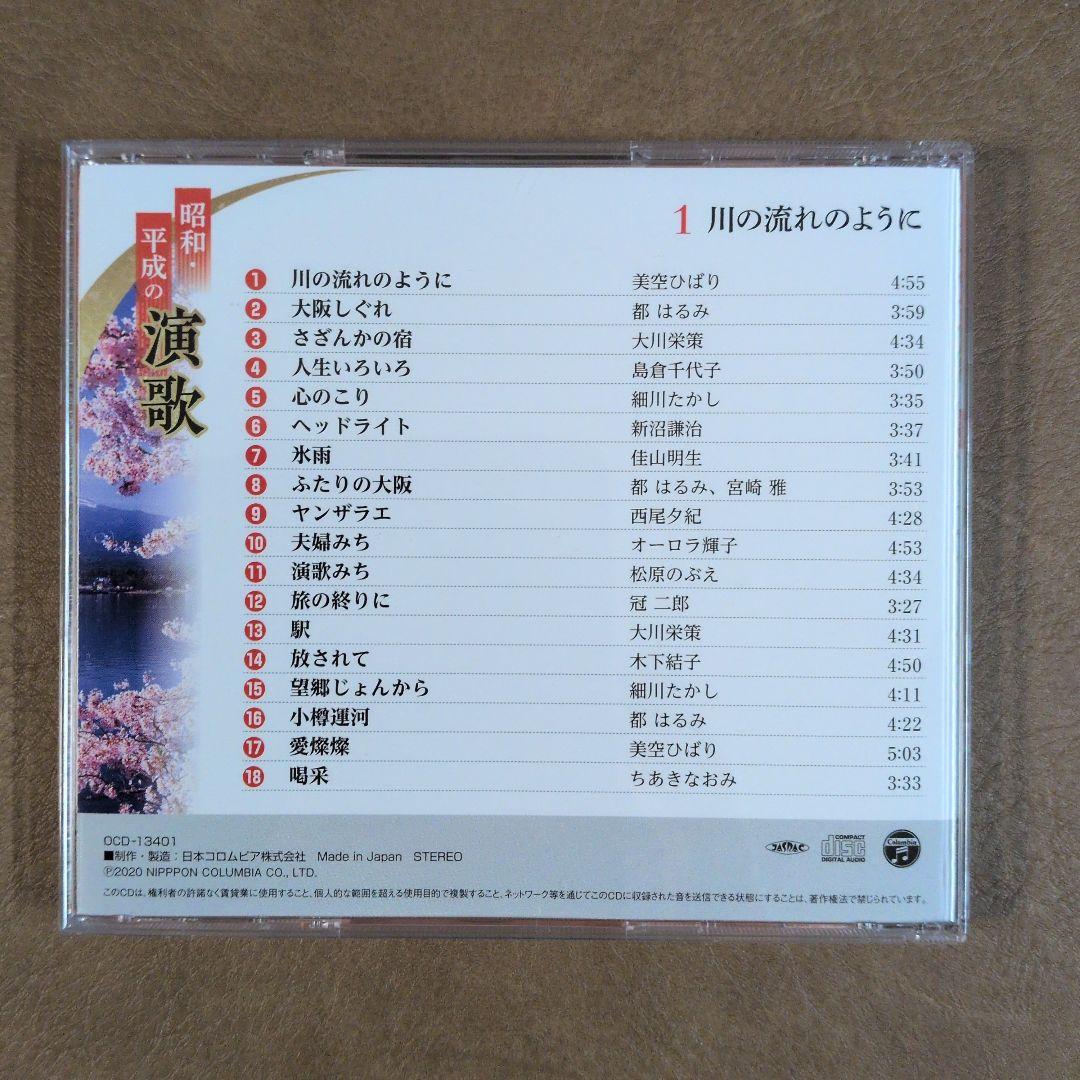 昭和・
平成の
演歌
1 川の流れのように
1 川の流れのように 美空ひばり 4:55
2 大阪しぐれ 都 はるみ 3:59
3 さざんかの宿 大川栄策 4:34
4 人生いろいろ 島倉千代子 3:50
5 心のこり 細川たかし 3:35
6 ヘッドライト 新沼謙治 3:37
7 氷雨 佳山明生 3:41
8 ふたりの大阪 都 はるみ、宮崎 雅 3:53
9 ヤンザラエ 西尾夕紀 4:28
10 夫婦みち オーロラ輝子 4:53
11 演歌みち 松原のぶえ 4:34
12 旅の終りに 冠 二郎 3:27
13 駅 大川栄策 4:31
14 放されて 木下結子 4:50
15 望郷じょんから 細川たかし 4:11
16 小樽運河 都 はるみ 4:22
17 愛燦燦 美空ひばり 5:03
18 喝采 ちあきなおみ 3:33
OCD-13401
■制作・製造：日本コロムビア株式会社 Made in Japan STEREO
Ⓟ2020 NIPPPON COLUMBIA CO., LTD.
JASRAC
COMPACT
disc
DIGITAL AUDIO
Columbia
このCDは、権利者の許諾なく賃貸業に使用すること、個人的な範囲を超える使用目的で複製すること、ネットワーク等を通じてこのCDに収録された音を送信できる状態にすることは、著作権法で禁じられています。